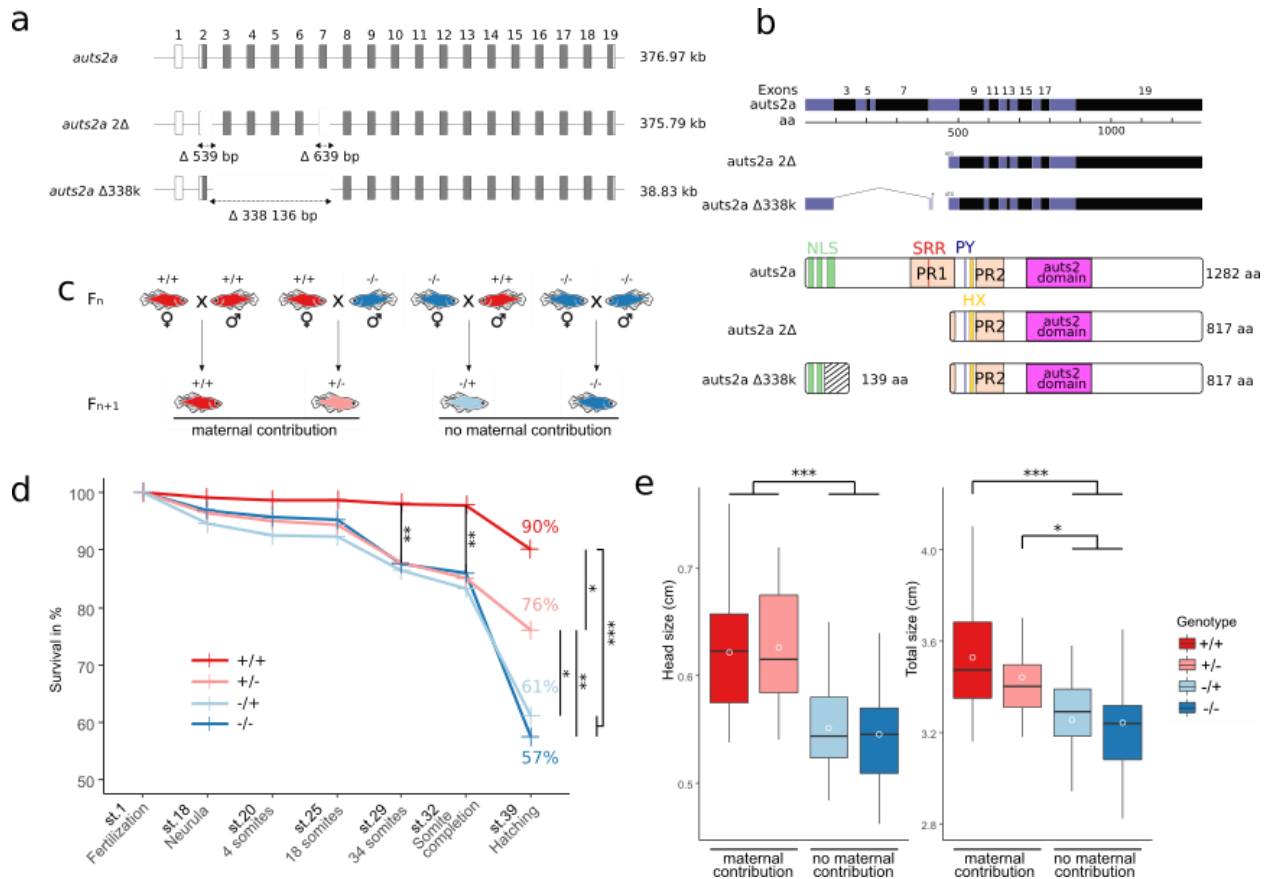 a
1 2 3 4 5 6 7 8 9 10 11 12 13 14 15 16 17 18 19
auts2a 376.97 kb
auts2a 2Δ 375.79 kb
Δ 539 bp Δ 639 bp
auts2a Δ338k 38.83 kb
Δ 338 136 bp
b
Exons 3 5 7 9 11 13 15 17 19
auts2a
aa
500 1000
auts2a 2Δ
auts2a Δ338k
NLS SRR PY
auts2a PR1 PR2 auts2 domain 1282 aa
HX
auts2a 2Δ PR2 auts2 domain 817 aa
auts2a Δ338k 139 aa PR2 auts2 domain 817 aa
c
+/+ +/+ +/+ -/- -/- +/+ -/- -/-
Fn X X X X
♀ ♂ ♀ ♂ ♀ ♂ ♀ ♂
+/+ +/- -/+ -/-
Fn+1
maternal contribution no maternal contribution
d
Survival in %
100
90
80
70
60
50
90%
76%
61%
57%
**
**
*
***
*
**
+/+
+/-
-/+
-/-
st.1
Fertilization
st.18
Neurula
st.20
4 somites
st.25
18 somites
st.29
34 somites
st.32
Somite
completion
st.39
Hatching
e
***
Head size (cm)
0.7
0.6
0.5
maternal
contribution
no maternal
contribution
***
*
Total size (cm)
4.0
3.6
3.2
2.8
maternal
contribution
no maternal
contribution
Genotype
+/+
+/-
-/+
-/-